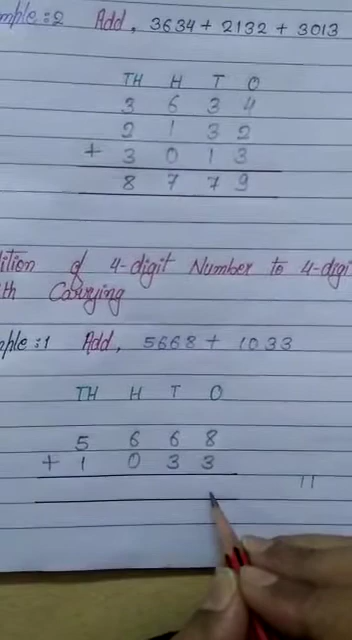 mple:2 Add, 3634 + 2132 + 3013
TH H T O
3 6 3 4
2 1 3 2
+ 3 0 1 3
8 7 7 9
dition of 4-digit Number to 4-digi
th Carrying
mple:1 Add, 5668 + 1033
TH H T O
5 6 6 8
+ 1 0 3 3
11